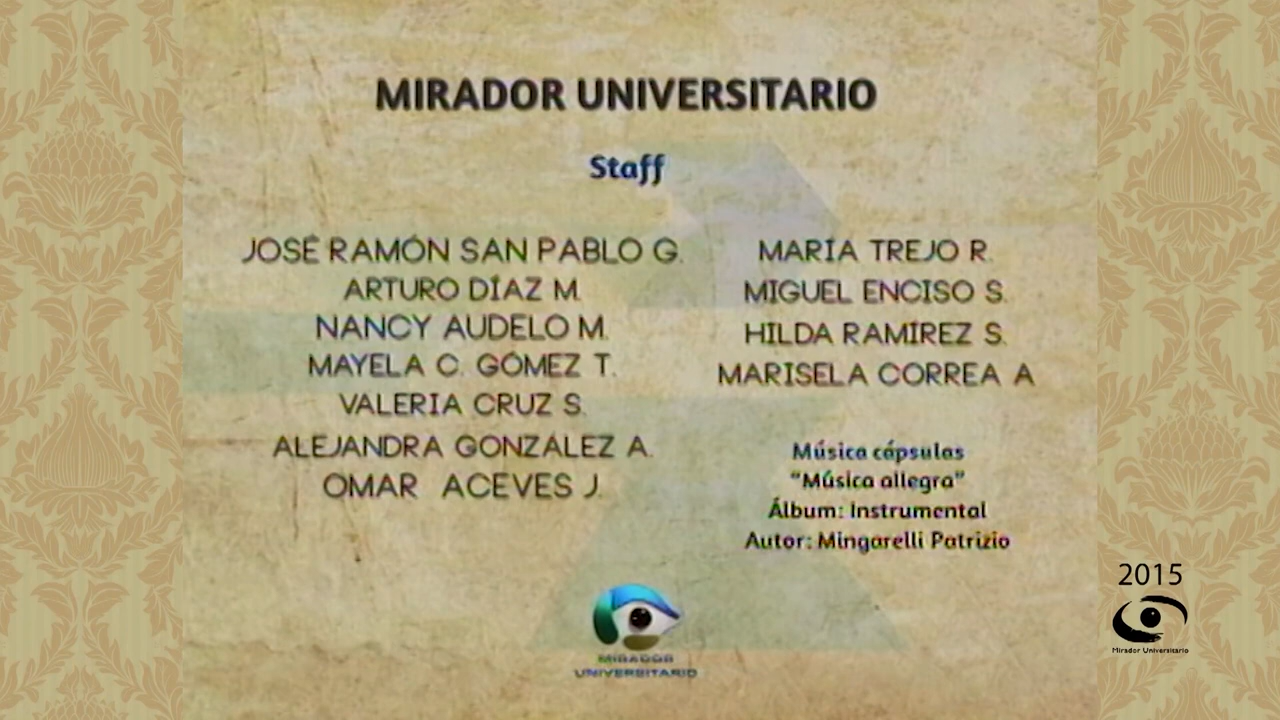 MIRADOR UNIVERSITARIO
Staff
JOSÉ RAMÓN SAN PABLO G.
ARTURO DÍAZ M.
NANCY AUDELO M.
MAYELA C. GÓMEZ T.
VALERIA CRUZ S.
ALEJANDRA GONZÁLEZ A.
OMAR ACEVES J.
MARÍA TREJO R.
MIGUEL ENCISO S.
HILDA RAMÍREZ S.
MARISELA CORREA A
Música cápsulas
"Música allegra"
Álbum: Instrumental
Autor: Mingarelli Patrizio
MIRADOR
UNIVERSITARIO
2015
Mirador Universitario